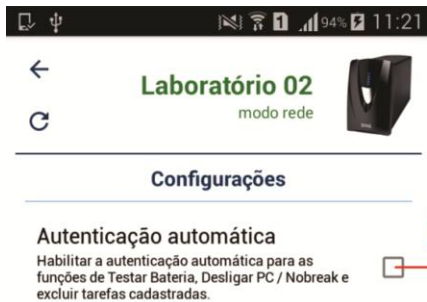 1 94% 11:21
Laboratório 02
modo rede
Configurações
Autenticação automática
Habilitar a autenticação automática para as
funções de Testar Bateria, Desligar PC / Nobreak e
excluir tarefas cadastradas.